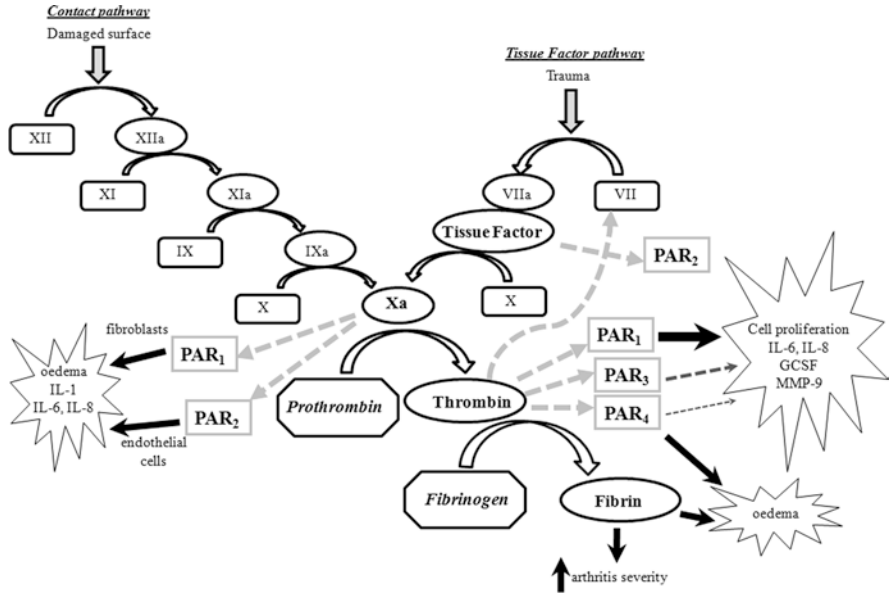 Contact pathway
Damaged surface
Tissue Factor pathway
Trauma
XII
XIIa
XI
XIa
VIIa
VII
IX
IXa
Tissue Factor
PAR2
X
Xa
X
fibroblasts
PAR1
oedema
IL-1
IL-6, IL-8
PAR2
endothelial
cells
Prothrombin
Thrombin
PAR1
PAR3
PAR4
Cell proliferation
IL-6, IL-8
GCSF
MMP-9
Fibrinogen
Fibrin
oedema
arthritis severity